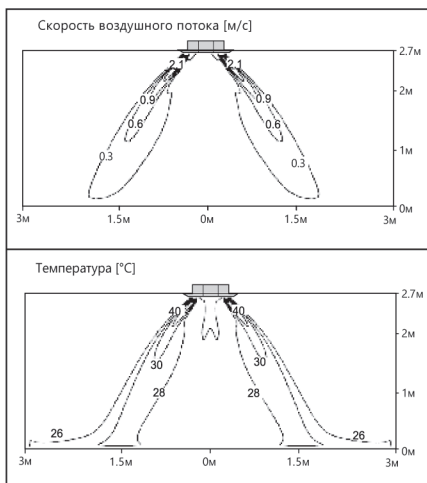 Скорость воздушного потока [м/с]
2.7м
2.1 2.1
2м
0.9 0.9
0.6 0.6
0.3 0.3
1м
0м
3м 1.5м 0м 1.5м 3м
Температура [°C]
2.7м
40 40
2м
30 30
28 28
1м
26 26
0м
3м 1.5м 0м 1.5м 3м